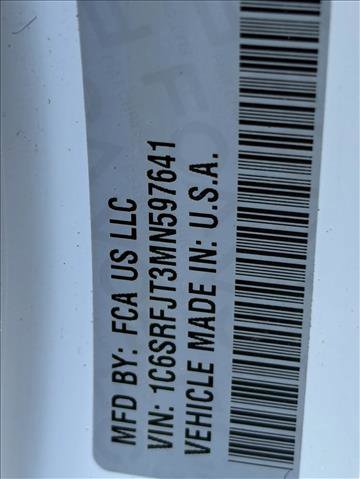 MFD BY: FCA US LLC
VIN: 1C6SRFJT3MN597641
VEHICLE MADE IN: U.S.A.